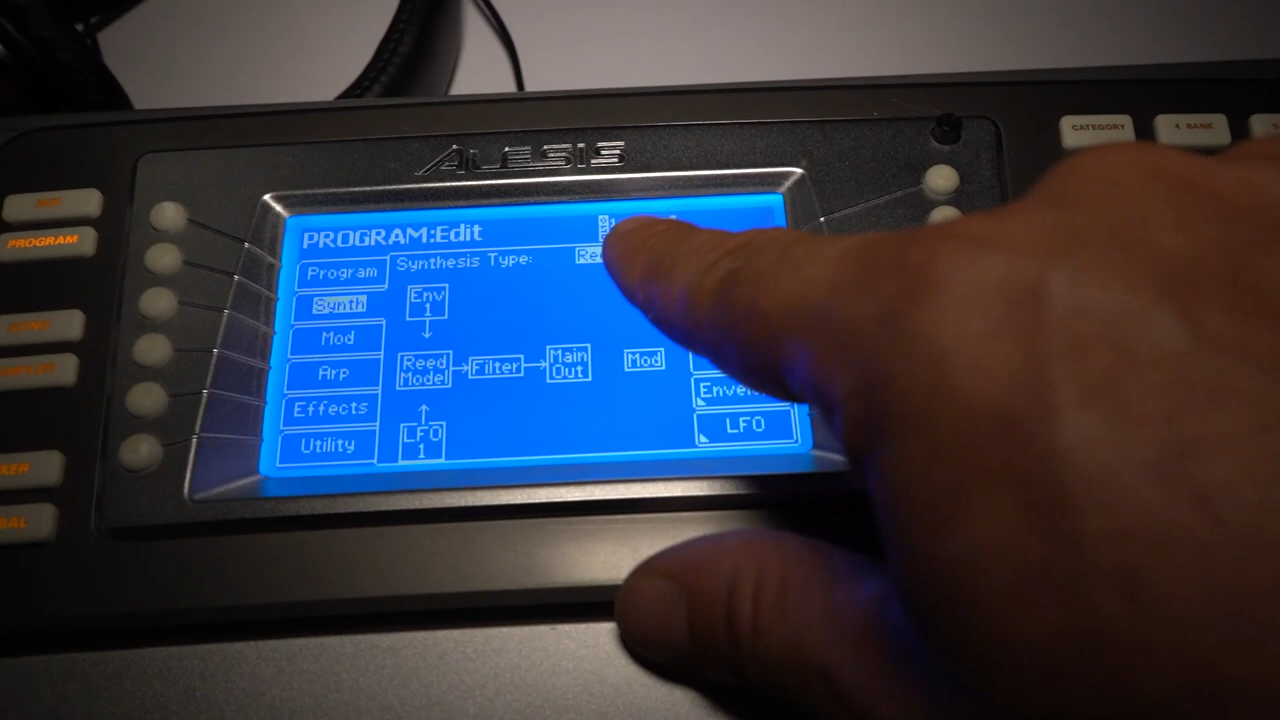 CATEGORY
BANK
ALESIS
PROGRAM
PROGRAM:Edit
Synthesis Type:
Program
Synth
Mod
Arp
Effects
Utility
Env
1
Reed
Model
Filter
Main
Out
Mod
LFO
1
LFO